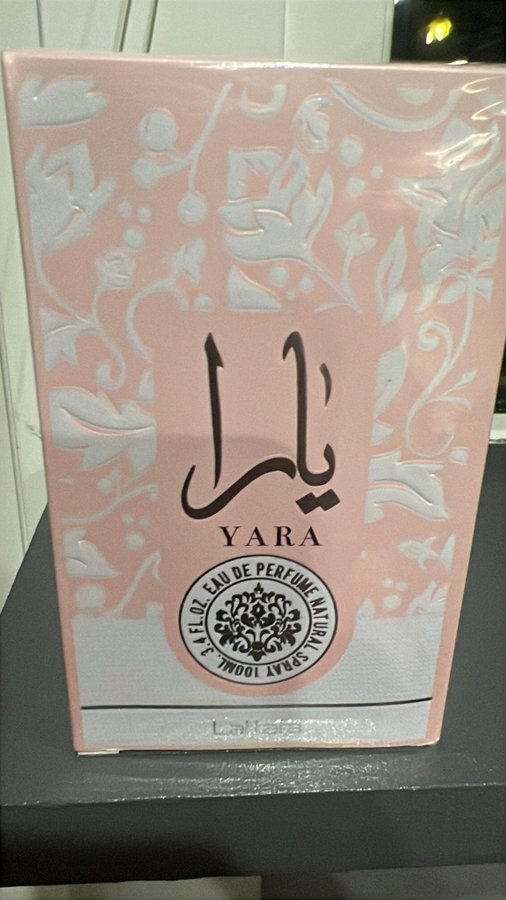 يارا
YARA
EAU DE PERFUME NATURAL SPRAY 100ML. 3.4 FL.OZ.
Lattafa